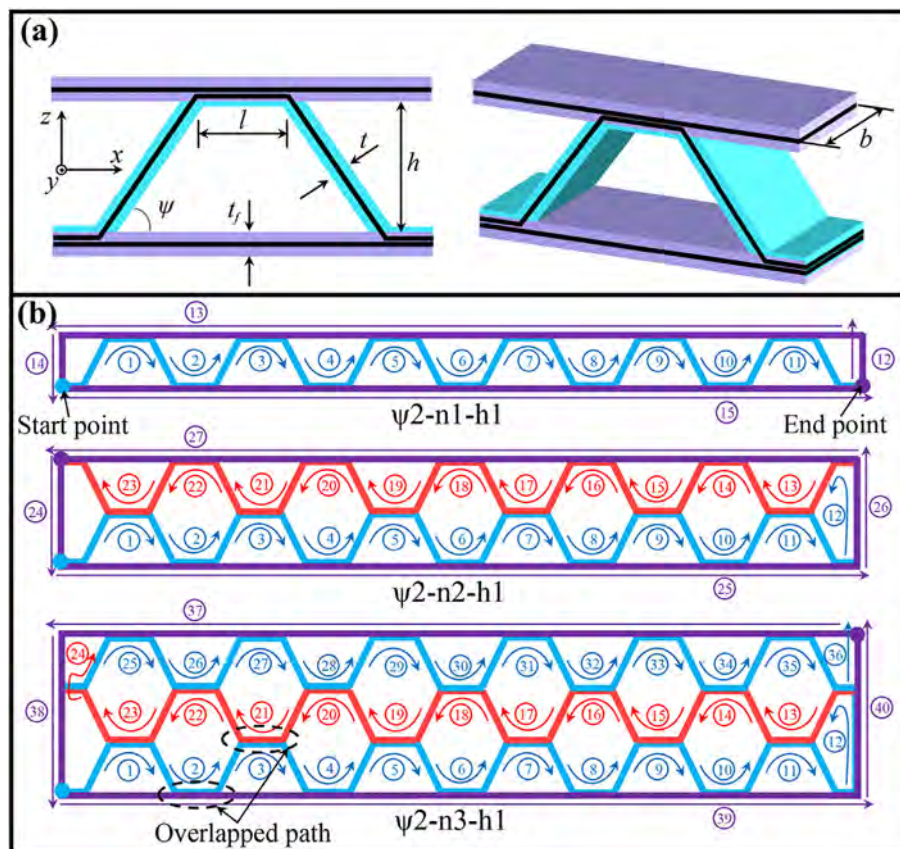 (a)
l
t
h
z
x
y
ψ
t_f
b
(b)
13
14 1 2 3 4 5 6 7 8 9 10 11 12
15
ψ2-n1-h1
Start point
End point
27
23 22 21 20 19 18 17 16 15 14 13
24 26
12
1 2 3 4 5 6 7 8 9 10 11
25
ψ2-n2-h1
37
24 25 26 27 28 29 30 31 32 33 34 35 36
38 23 22 21 20 19 18 17 16 15 14 13 40
1 2 3 4 5 6 7 8 9 10 11 12
39
Overlapped path
ψ2-n3-h1